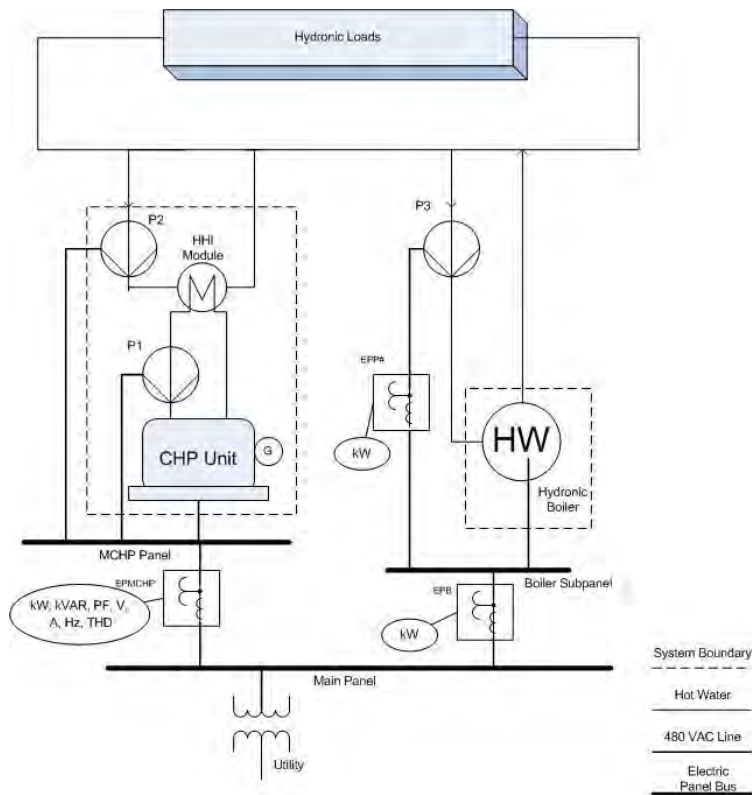 Hydronic Loads
P2
HHI
Module
P3
P1
EPP#
kW
CHP Unit
G
HW
Hydronic
Boiler
MCHP Panel
Boiler Subpanel
EPMCHP
kW, kVAR, PF, V,
A, Hz, THD
EPB
kW
Main Panel
Utility
System Boundary
Hot Water
480 VAC Line
Electric
Panel Bus